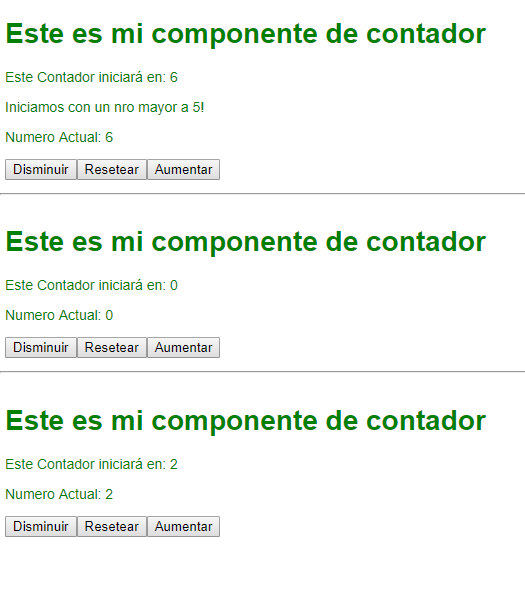 Este es mi componente de contador
Este Contador iniciará en: 6
Iniciamos con un nro mayor a 5!
Numero Actual: 6
Disminuir Resetear Aumentar
Este es mi componente de contador
Este Contador iniciará en: 0
Numero Actual: 0
Disminuir Resetear Aumentar
Este es mi componente de contador
Este Contador iniciará en: 2
Numero Actual: 2
Disminuir Resetear Aumentar